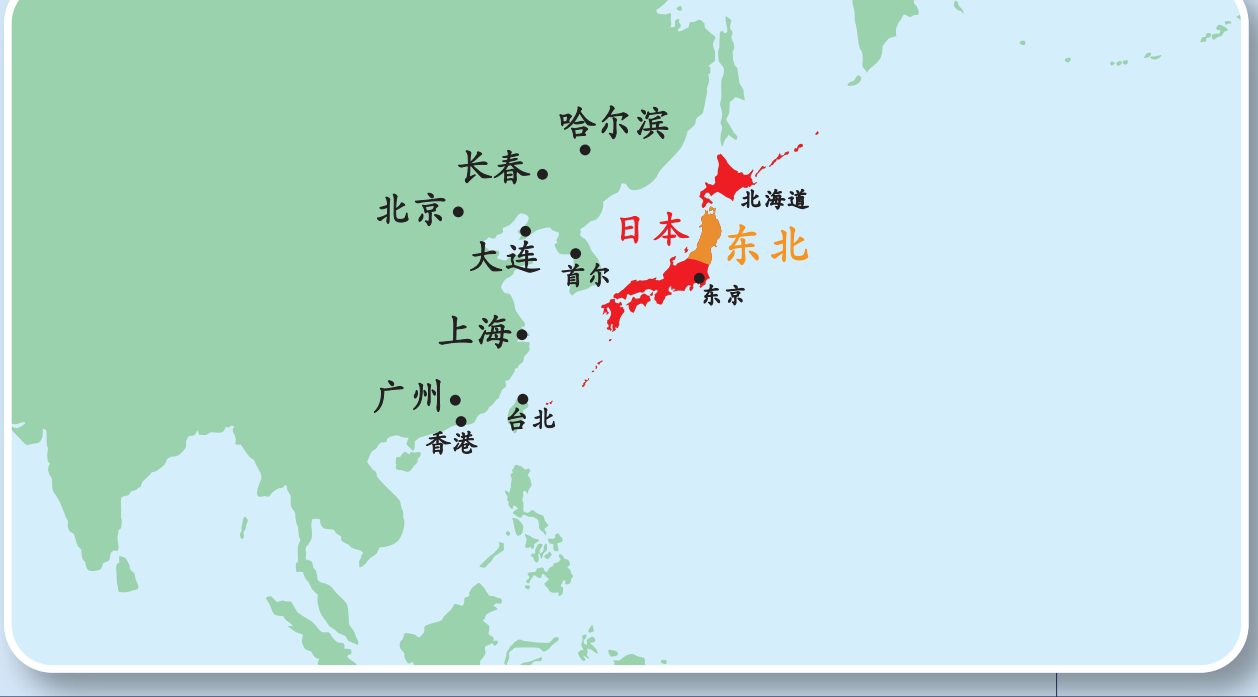 哈尔滨
长春
北京
北海道
日本
东北
大连
首尔
东京
上海
广州
台北
香港